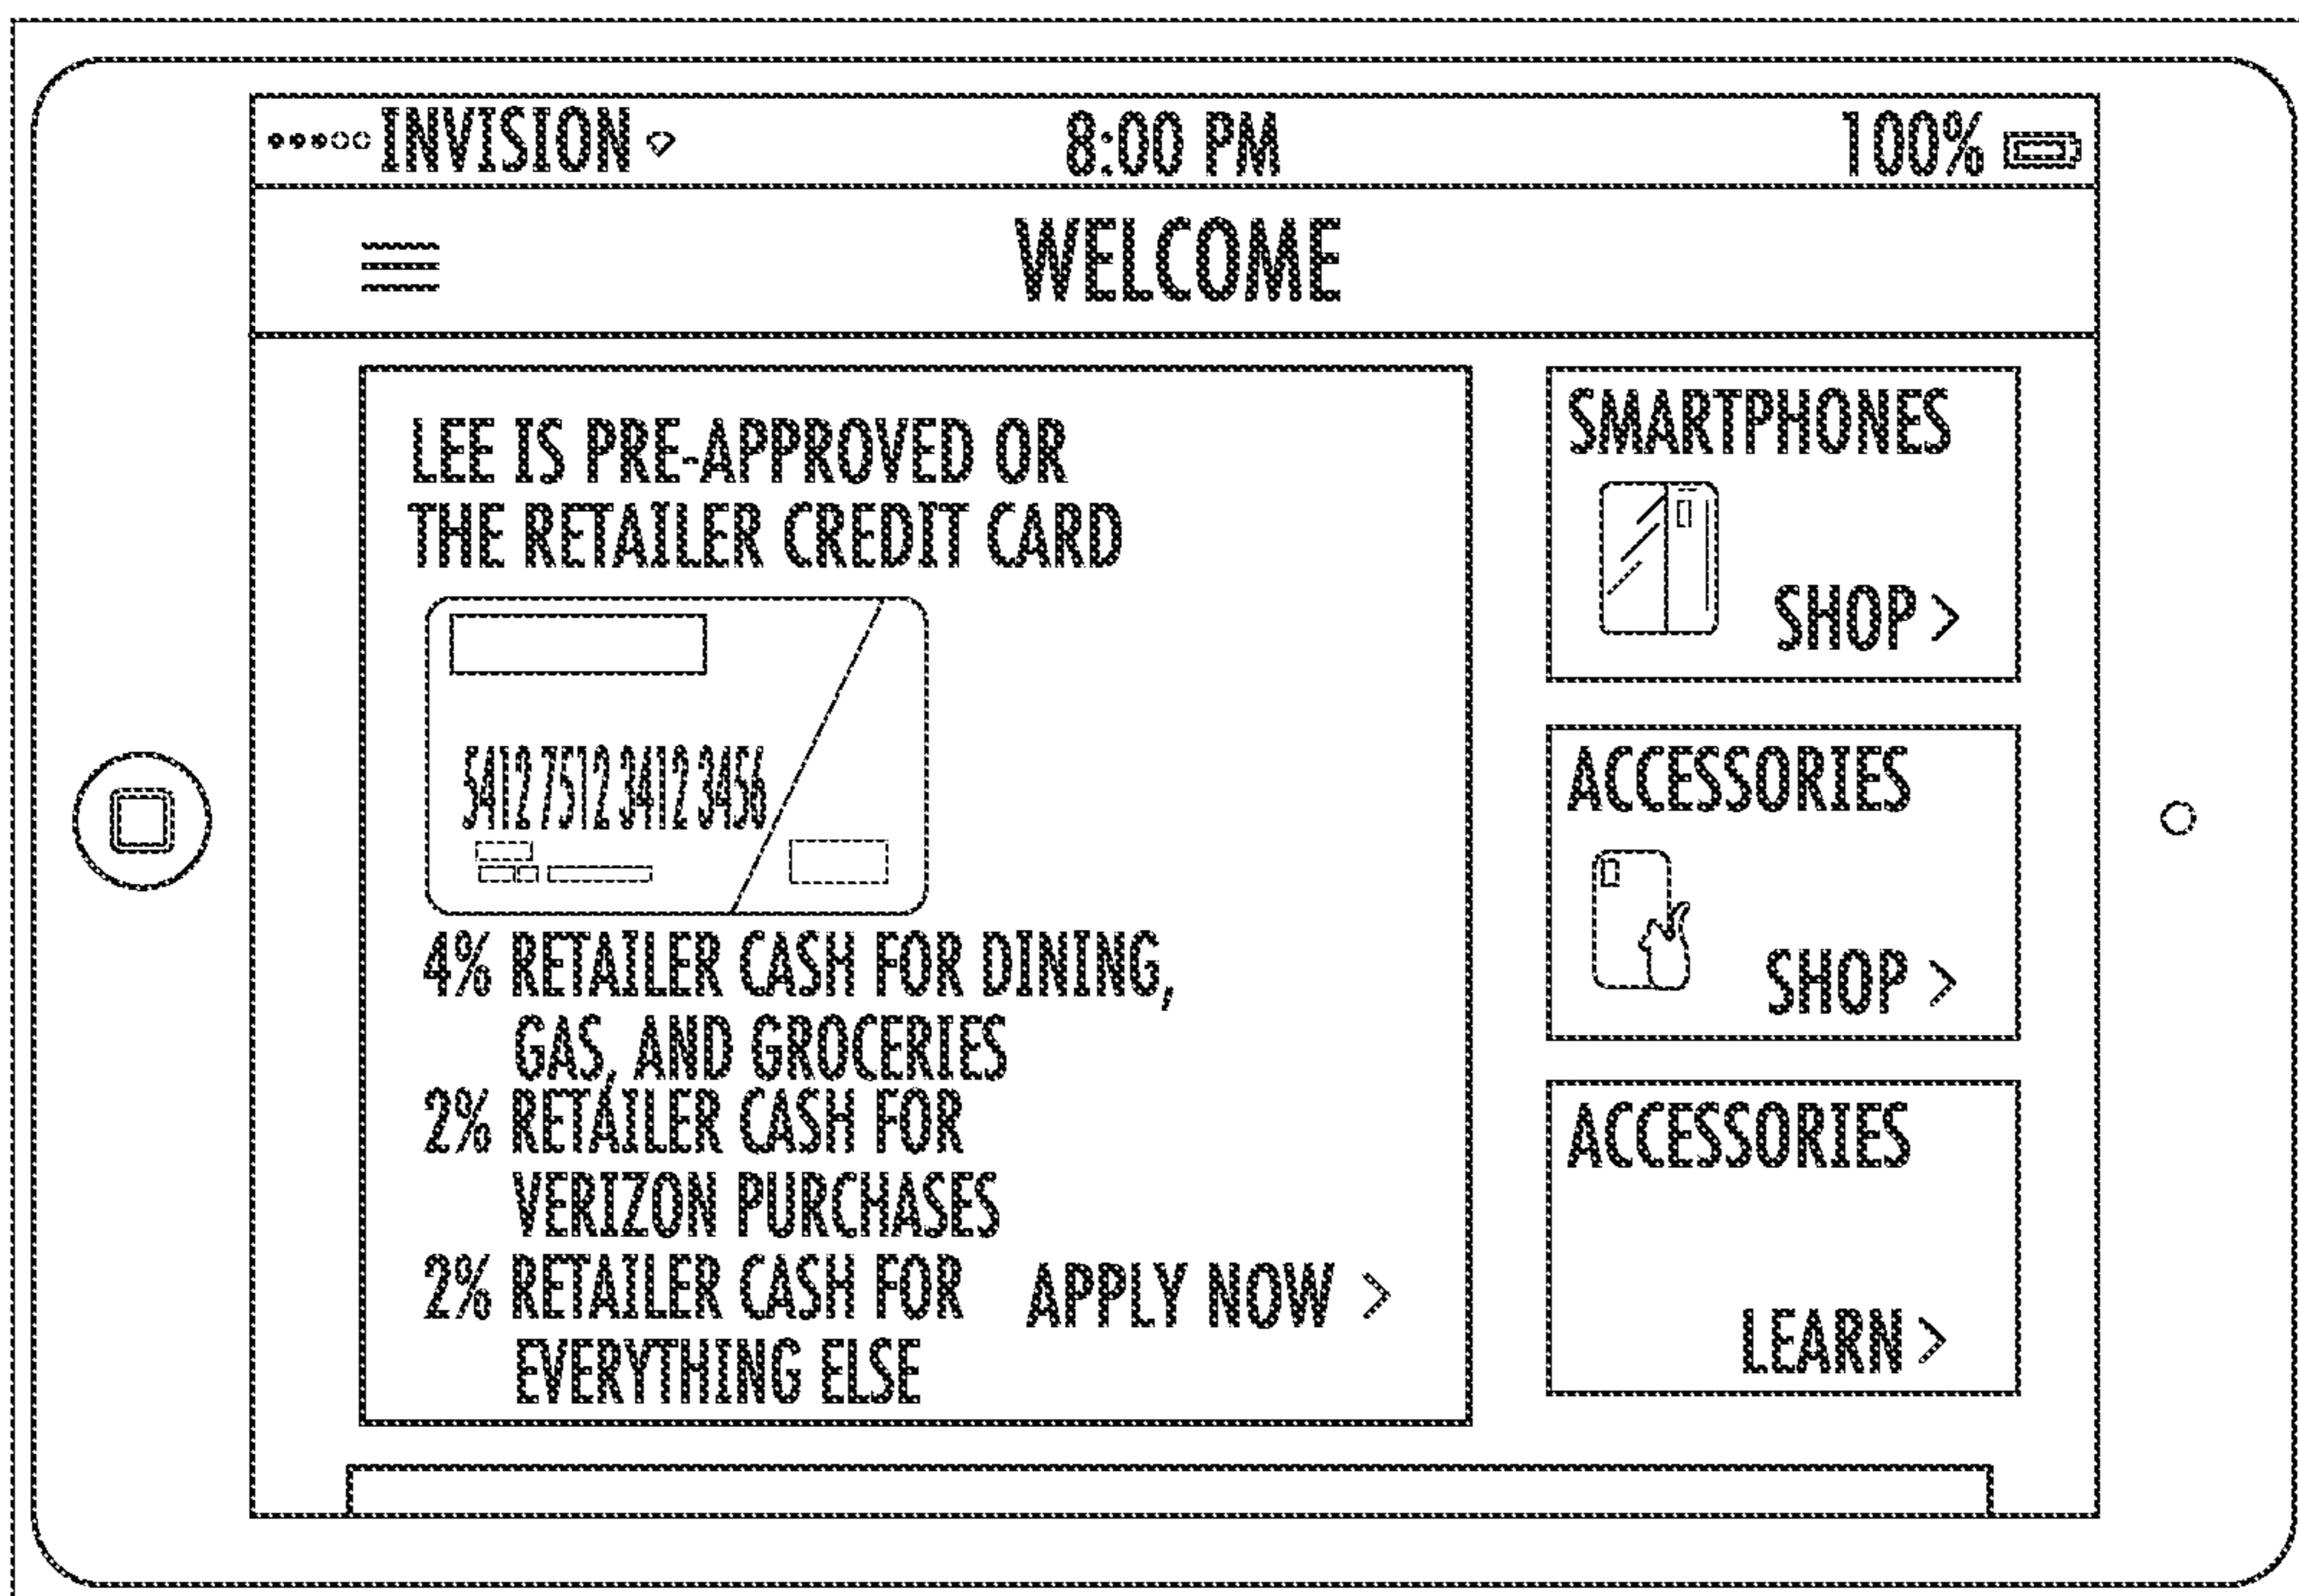 INVISION 8:00 PM 100%
WELCOME
LEE IS PRE-APPROVED OR
THE RETAILER CREDIT CARD
5412 7512 3412 3456
4% RETAILER CASH FOR DINING,
GAS, AND GROCERIES
2% RETAILER CASH FOR
VERIZON PURCHASES
2% RETAILER CASH FOR
EVERYTHING ELSE
APPLY NOW >
SMARTPHONES
SHOP >
ACCESSORIES
SHOP >
ACCESSORIES
LEARN >